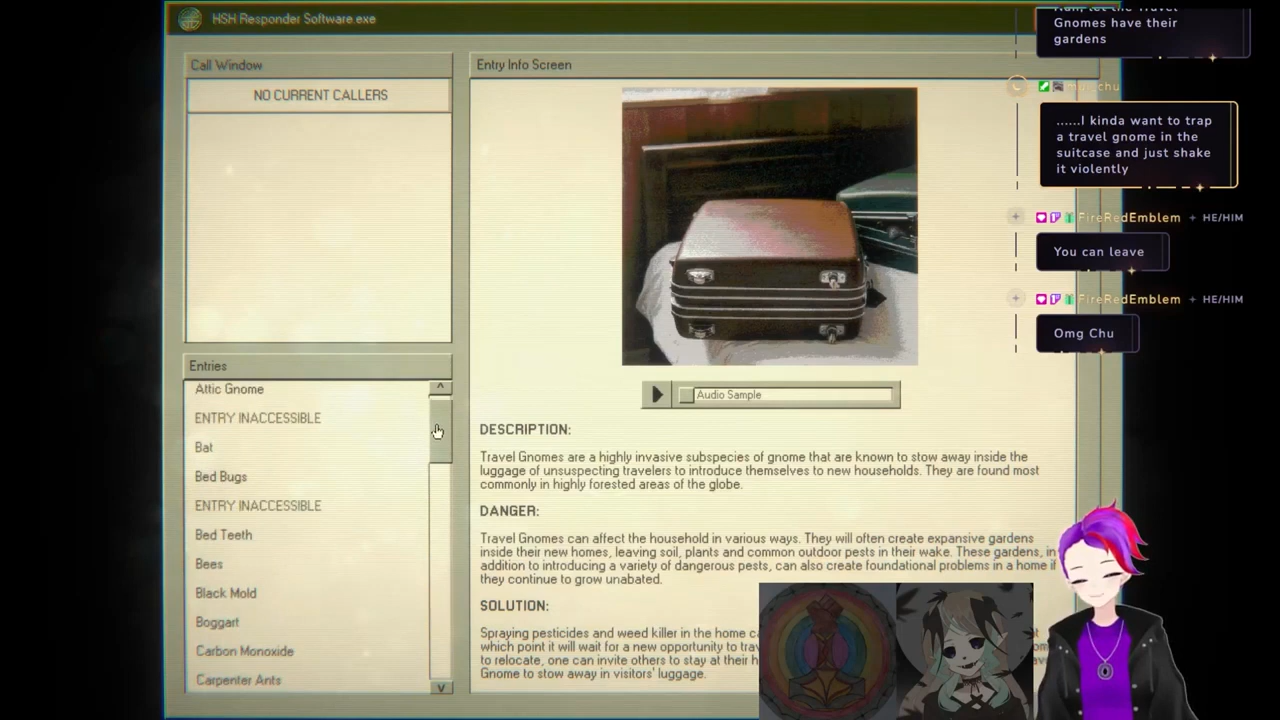 HSH Responder Software.exe
Call Window
NO CURRENT CALLERS
Entries
Attic Gnome
ENTRY INACCESSIBLE
Bat
Bed Bugs
ENTRY INACCESSIBLE
Bed Teeth
Bees
Black Mold
Boggart
Carbon Monoxide
Carpenter Ants
Entry Info Screen
Audio Sample
DESCRIPTION:
Travel Gnomes are a highly invasive subspecies of gnome that are known to stow away inside the
luggage of unsuspecting travelers to introduce themselves to new households. They are found most
commonly in highly forested areas of the globe.
DANGER:
Travel Gnomes can affect the household in various ways. They will often create expansive gardens
inside their new homes, leaving soil, plants and common outdoor pests in their wake. These gardens, in
addition to introducing a variety of dangerous pests, can also create foundational problems in a home if
they continue to grow unabated.
SOLUTION:
Spraying pesticides and weed killer in the home
which point it will wait for a new opportunity to
to relocate, one can invite others to stay at their
Gnome to stow away in visitors' luggage.
Gnomes have their
gardens
......I kinda want to trap
a travel gnome in the
suitcase and just shake
it violently
FireRedEmblem + HE/HIM
You can leave
FireRedEmblem + HE/HIM
Omg Chu